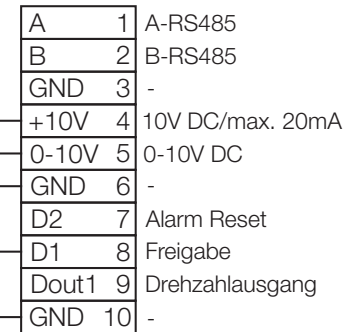 A 1 A-RS485
B 2 B-RS485
GND 3 -
+10V 4 10V DC/max. 20mA
0-10V 5 0-10V DC
GND 6 -
D2 7 Alarm Reset
D1 8 Freigabe
Dout1 9 Drehzahlausgang
GND 10 -